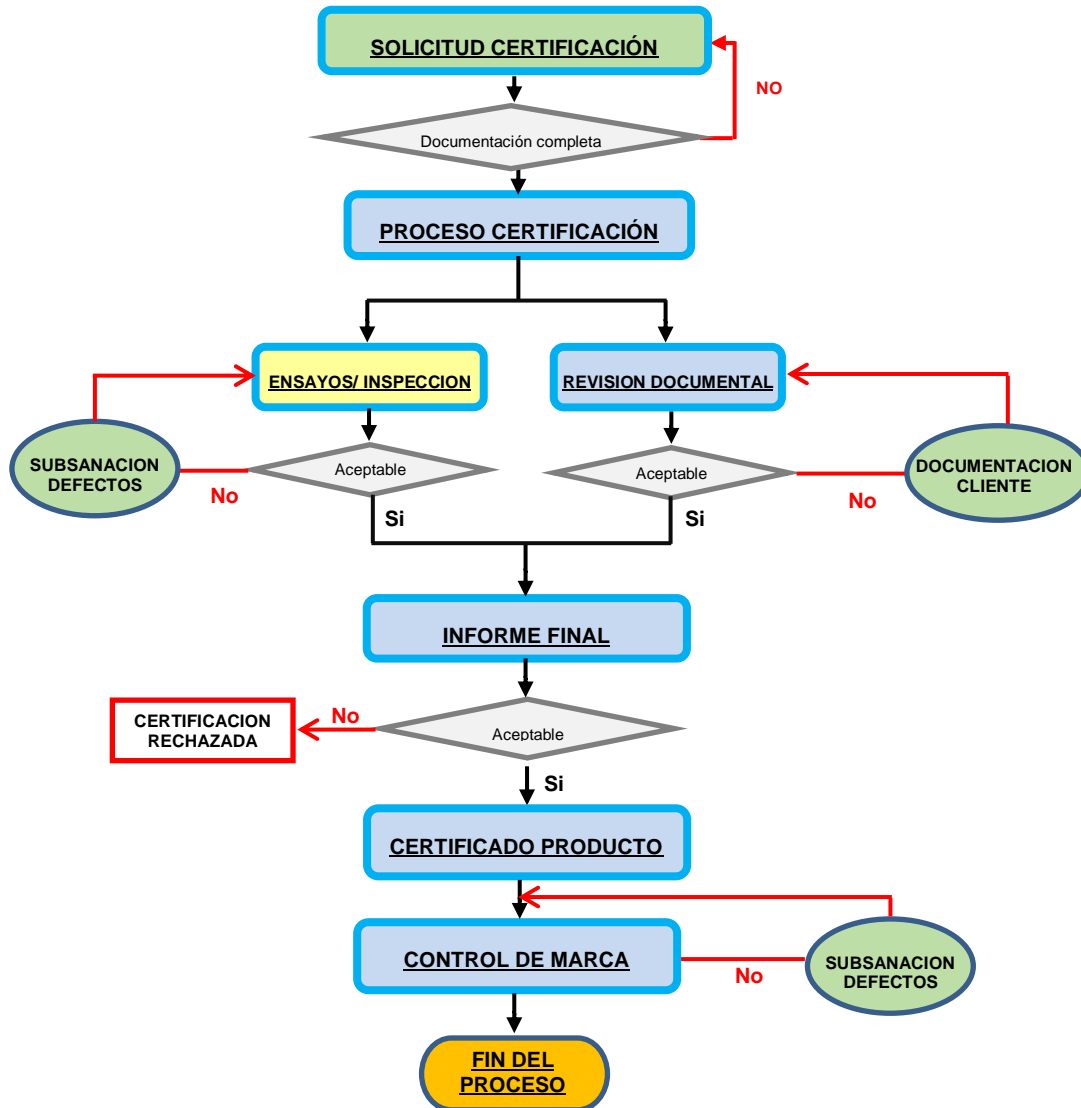 SOLICITUD CERTIFICACIÓN
NO
Documentación completa
PROCESO CERTIFICACIÓN
ENSAYOS/ INSPECCION
REVISION DOCUMENTAL
SUBSANACION
DEFECTOS
No
Aceptable
Aceptable
No
DOCUMENTACION
CLIENTE
Si
Si
INFORME FINAL
CERTIFICACION
RECHAZADA
No
Aceptable
Si
CERTIFICADO PRODUCTO
CONTROL DE MARCA
No
SUBSANACION
DEFECTOS
FIN DEL
PROCESO